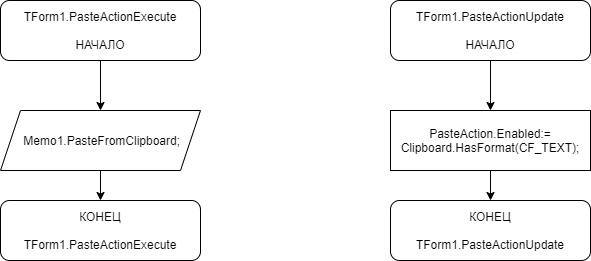 TForm1.PasteActionExecute
НАЧАЛО
Memo1.PasteFromClipboard;
КОНЕЦ
TForm1.PasteActionExecute
TForm1.PasteActionUpdate
НАЧАЛО
PasteAction.Enabled:=
Clipboard.HasFormat(CF_TEXT);
КОНЕЦ
TForm1.PasteActionUpdate